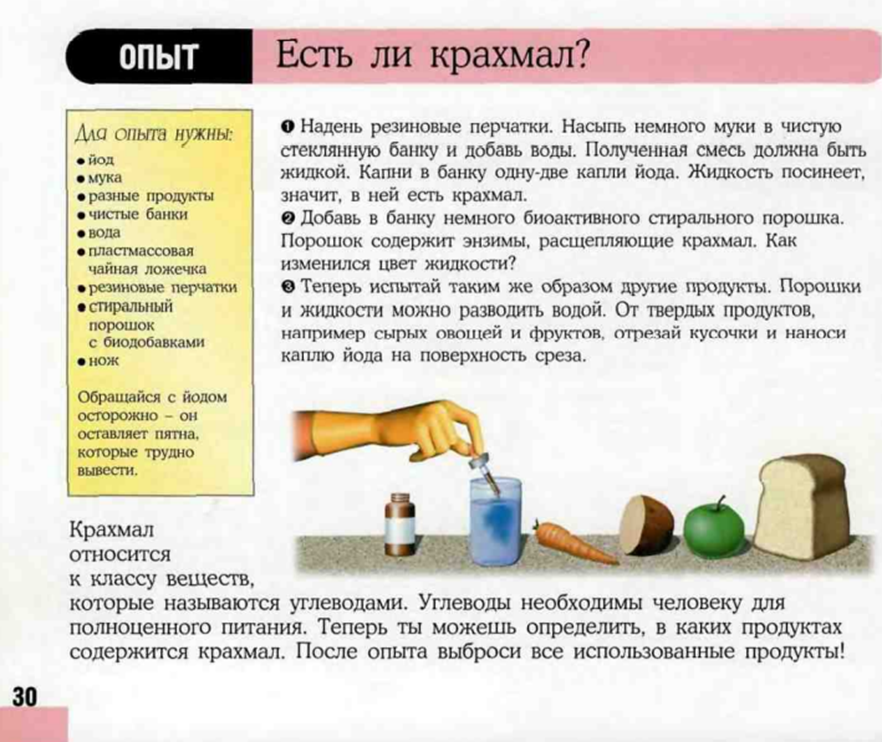 ОПЫТ
Есть ли крахмал?
Для опыта нужны:
• йод
• мука
• разные продукты
• чистые банки
• вода
• пластмассовая
чайная ложечка
• резиновые перчатки
• стиральный
порошок
с биодобавками
• нож
Обращайся с йодом
осторожно – он
оставляет пятна,
которые трудно
вывести.
❶ Надень резиновые перчатки. Насыпь немного муки в чистую
стеклянную банку и добавь воды. Полученная смесь должна быть
жидкой. Капни в банку одну-две капли йода. Жидкость посинеет,
значит, в ней есть крахмал.
❷ Добавь в банку немного биоактивного стирального порошка.
Порошок содержит энзимы, расщепляющие крахмал. Как
изменился цвет жидкости?
❸ Теперь испытай таким же образом другие продукты. Порошки
и жидкости можно разводить водой. От твердых продуктов,
например сырых овощей и фруктов, отрезай кусочки и наноси
каплю йода на поверхность среза.
Крахмал
относится
к классу веществ,
которые называются углеводами. Углеводы необходимы человеку для
полноценного питания. Теперь ты можешь определить, в каких продуктах
содержится крахмал. После опыта выброси все использованные продукты!
30